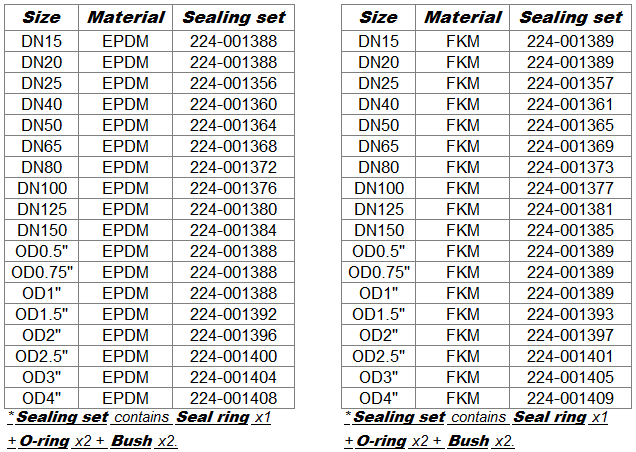 Size Material Sealing set
DN15 EPDM 224-001388
DN20 EPDM 224-001388
DN25 EPDM 224-001356
DN40 EPDM 224-001360
DN50 EPDM 224-001364
DN65 EPDM 224-001368
DN80 EPDM 224-001372
DN100 EPDM 224-001376
DN125 EPDM 224-001380
DN150 EPDM 224-001384
OD0.5" EPDM 224-001388
OD0.75" EPDM 224-001388
OD1" EPDM 224-001388
OD1.5" EPDM 224-001392
OD2" EPDM 224-001396
OD2.5" EPDM 224-001400
OD3" EPDM 224-001404
OD4" EPDM 224-001408
* Sealing set contains Seal ring x1
+ O-ring x2 + Bush x2.
Size Material Sealing set
DN15 FKM 224-001389
DN20 FKM 224-001389
DN25 FKM 224-001357
DN40 FKM 224-001361
DN50 FKM 224-001365
DN65 FKM 224-001369
DN80 FKM 224-001373
DN100 FKM 224-001377
DN125 FKM 224-001381
DN150 FKM 224-001385
OD0.5" FKM 224-001389
OD0.75" FKM 224-001389
OD1" FKM 224-001389
OD1.5" FKM 224-001393
OD2" FKM 224-001397
OD2.5" FKM 224-001401
OD3" FKM 224-001405
OD4" FKM 224-001409
* Sealing set contains Seal ring x1
+ O-ring x2 + Bush x2.